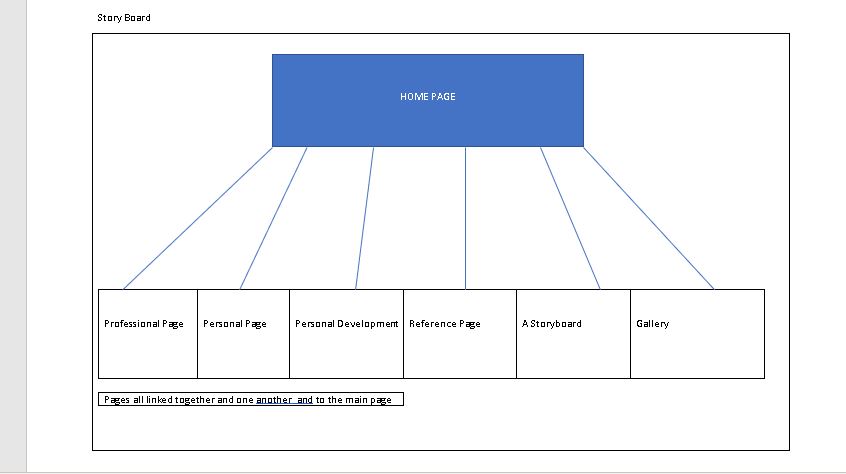 Story Board
HOME PAGE
Professional Page
Personal Page
Personal Development
Reference Page
A Storyboard
Gallery
Pages all linked together and one another  and to the main page